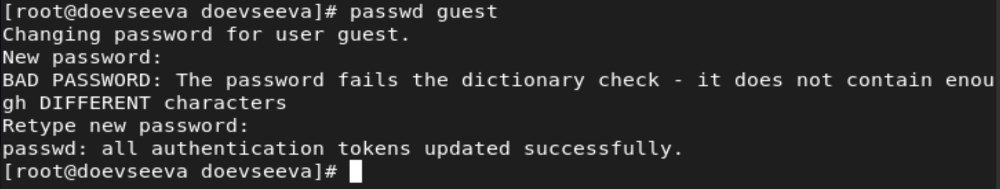 [root@doevseeva doevseeva]# passwd guest
Changing password for user guest.
New password:
BAD PASSWORD: The password fails the dictionary check - it does not contain enou
gh DIFFERENT characters
Retype new password:
passwd: all authentication tokens updated successfully.
[root@doevseeva doevseeva]#